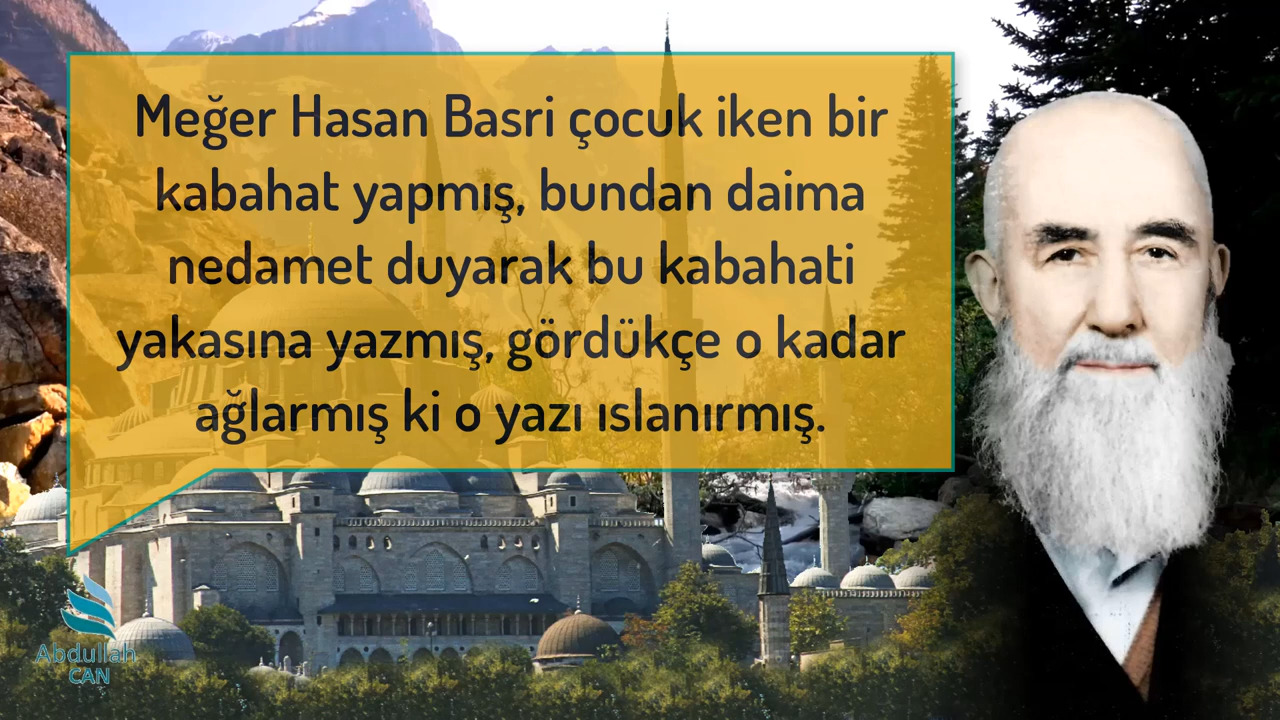 Meğer Hasan Basri çocuk iken bir
kabahat yapmış, bundan daima
nedamet duyarak bu kabahati
yakasına yazmış, gördükçe o kadar
ağlarmış ki o yazı ıslanırmış.
Abdullah
CAN